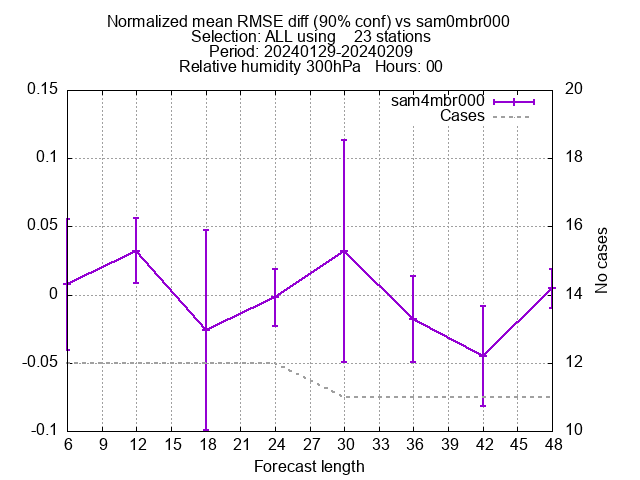 Normalized mean RMSE diff (90% conf) vs sam0mbr000
Selection: ALL using    23 stations
Period: 20240129-20240209
Relative humidity 300hPa   Hours: 00
sam4mbr000
Cases
0.15
0.1
0.05
0
-0.05
-0.1
20
18
16
14
12
10
No cases
6 9 12 15 18 21 24 27 30 33 36 39 42 45 48
Forecast length